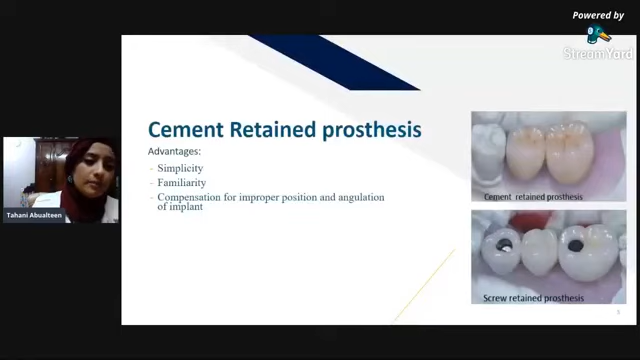 Powered by
StreamYard
Cement Retained prosthesis
Advantages:
- Simplicity
- Familiarity
- Compensation for improper position and angulation
of implant
Cement retained prosthesis
Screw retained prosthesis
Tahani Abualteen